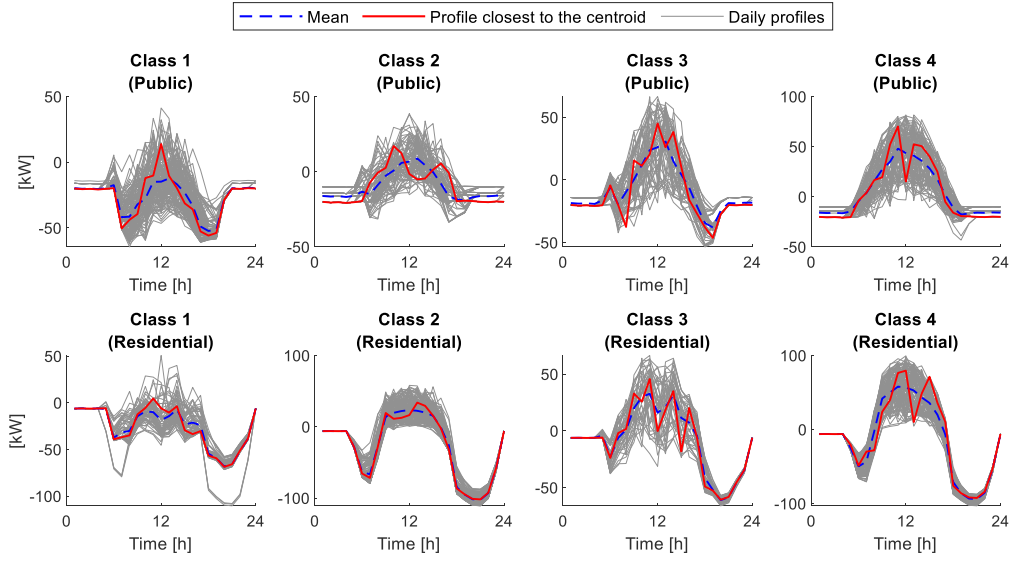 Mean Profile closest to the centroid Daily profiles
Class 1
(Public)
Class 2
(Public)
Class 3
(Public)
Class 4
(Public)
50
0
-50
[kW]
0 12 24
Time [h]
50
0
-50
0 12 24
Time [h]
50
0
-50
0 12 24
Time [h]
100
50
0
-50
0 12 24
Time [h]
Class 1
(Residential)
Class 2
(Residential)
Class 3
(Residential)
Class 4
(Residential)
50
0
-50
-100
[kW]
0 12 24
Time [h]
100
0
-100
0 12 24
Time [h]
50
0
-50
0 12 24
Time [h]
100
0
-100
0 12 24
Time [h]